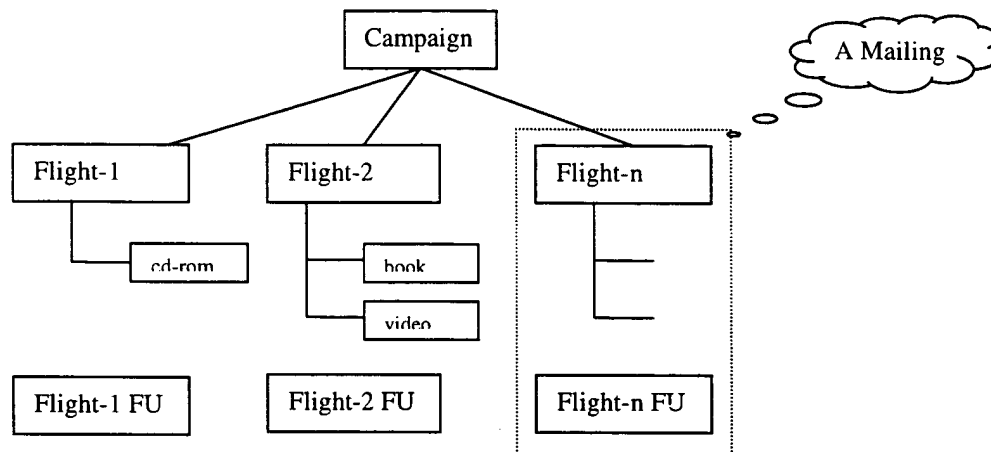 Campaign
A Mailing
Flight-1
Flight-2
Flight-n
cd-rom
book
video
Flight-1 FU
Flight-2 FU
Flight-n FU